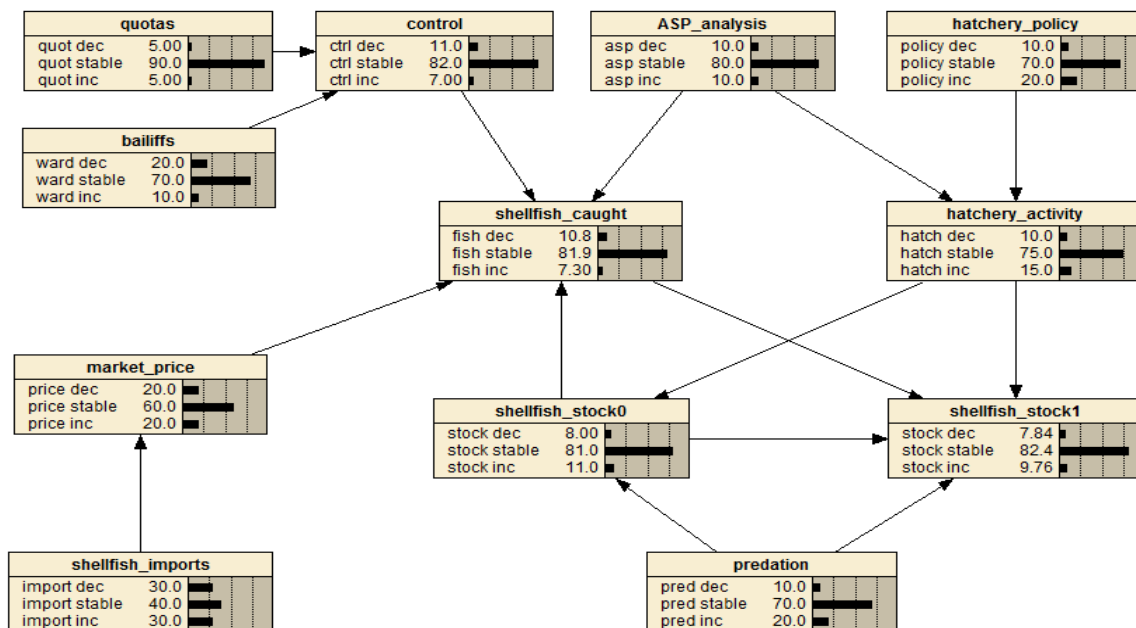 quotas
quot dec 5.00
quot stable 90.0
quot inc 5.00
control
ctrl dec 11.0
ctrl stable 82.0
ctrl inc 7.00
ASP_analysis
asp dec 10.0
asp stable 80.0
asp inc 10.0
hatchery_policy
policy dec 10.0
policy stable 70.0
policy inc 20.0
bailiffs
ward dec 20.0
ward stable 70.0
ward inc 10.0
shellfish_caught
fish dec 10.8
fish stable 81.9
fish inc 7.30
hatchery_activity
hatch dec 10.0
hatch stable 75.0
hatch inc 15.0
market_price
price dec 20.0
price stable 60.0
price inc 20.0
shellfish_stock0
stock dec 8.00
stock stable 81.0
stock inc 11.0
shellfish_stock1
stock dec 7.84
stock stable 82.4
stock inc 9.76
shellfish_imports
import dec 30.0
import stable 40.0
import inc 30.0
predation
pred dec 10.0
pred stable 70.0
pred inc 20.0